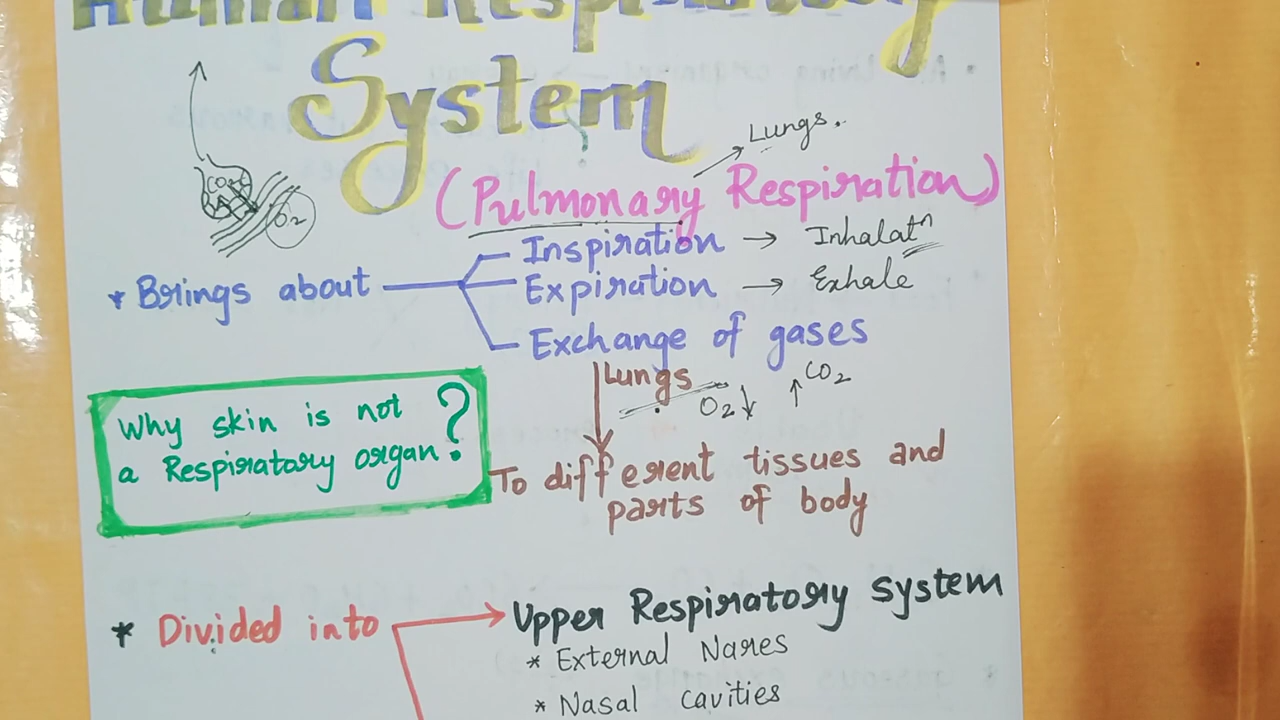 Human Respiratory
System
Lungs.
(Pulmonary Respiration)
CO2
O2
* Brings about
Inspiration → Inhalatn
Expiration → Exhale
Exchange of gases
Lungs
O2↓ ↑CO2
To different tissues and
parts of body
Why skin is not
a Respiratory organ?
* Divided into
Upper Respiratory system
* External Nares
* Nasal cavities